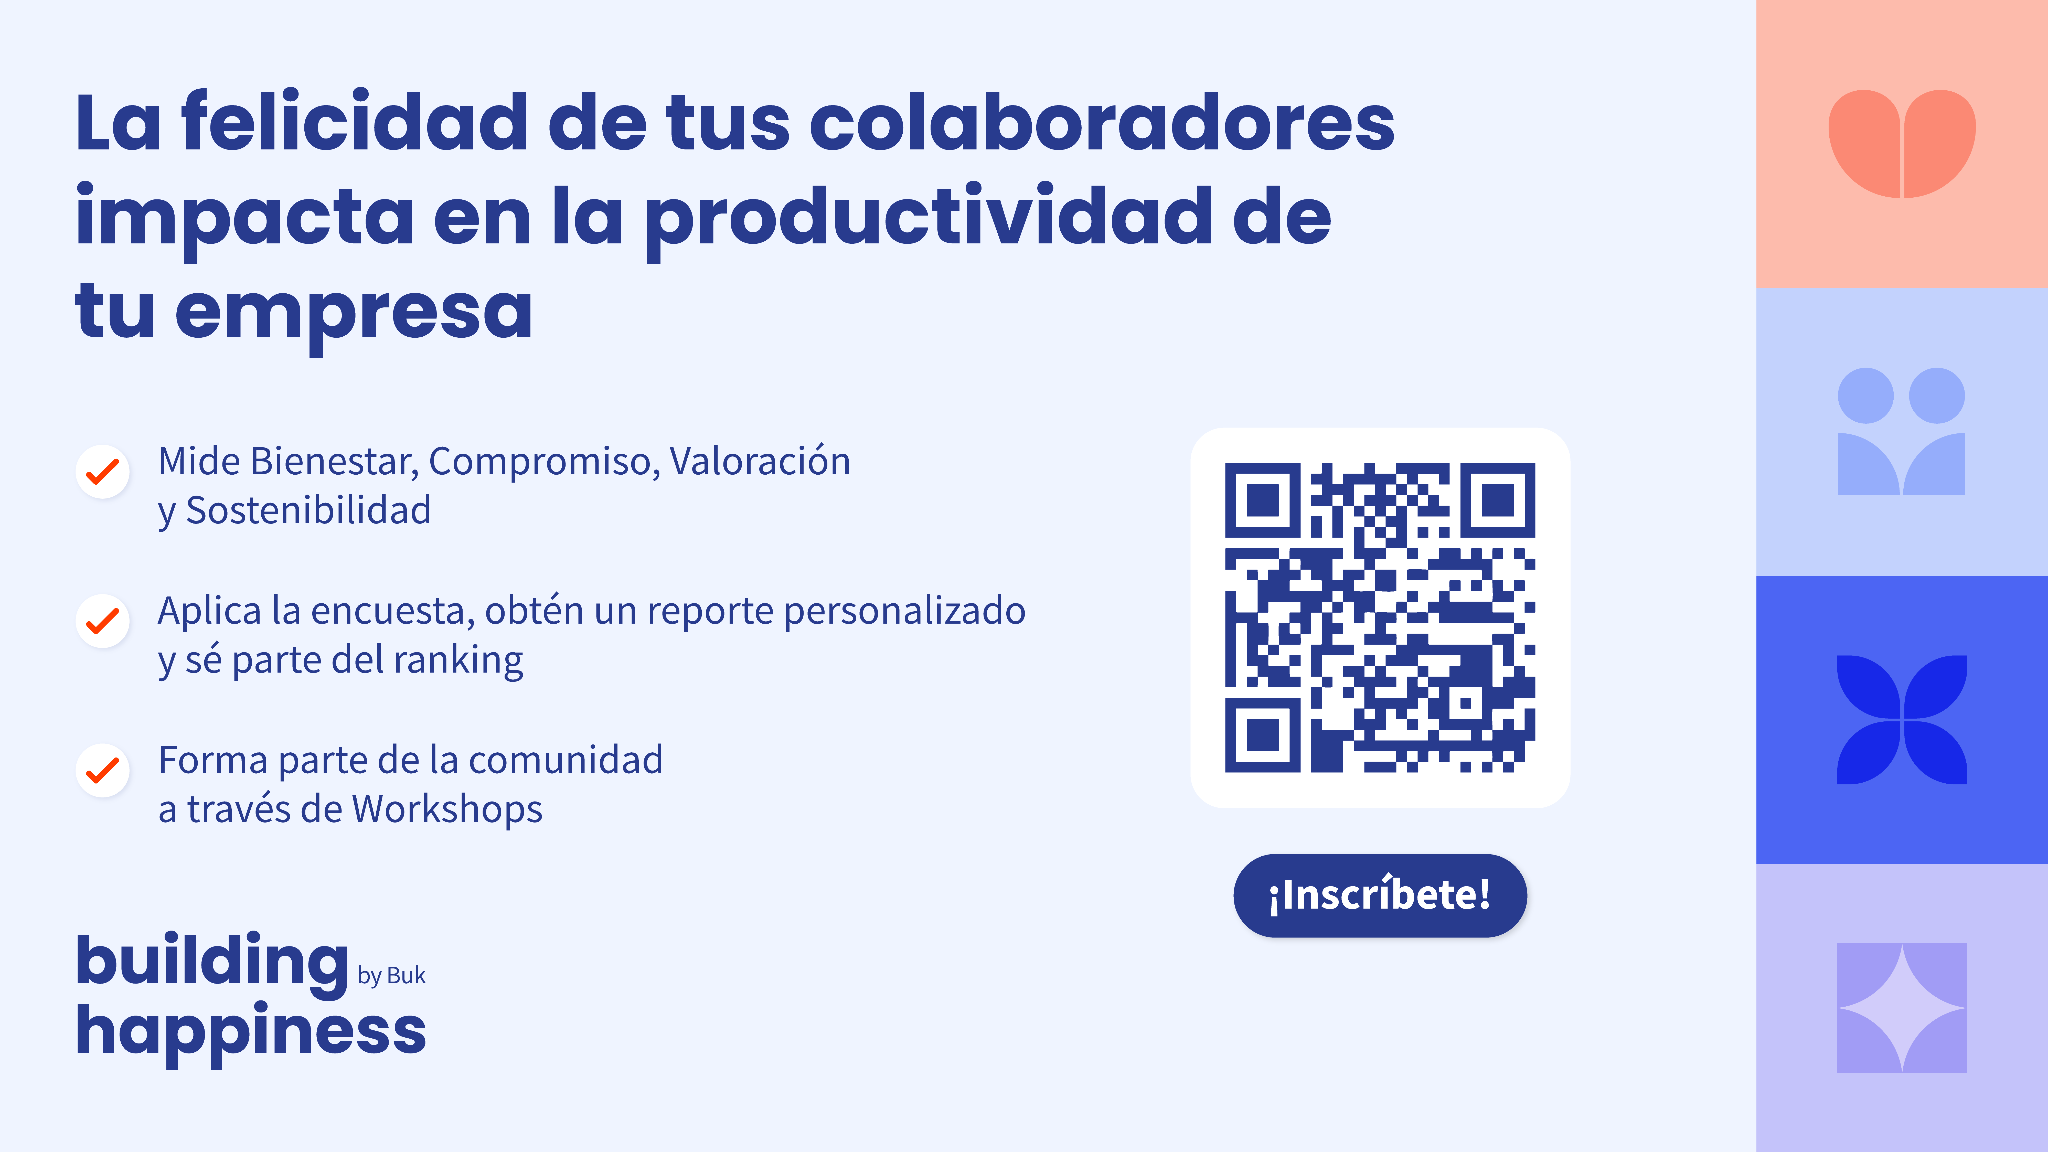 La felicidad de tus colaboradores
impacta en la productividad de
tu empresa
Mide Bienestar, Compromiso, Valoración
y Sostenibilidad
Aplica la encuesta, obtén un reporte personalizado
y sé parte del ranking
Forma parte de la comunidad
a través de Workshops
¡Inscríbete!
building by Buk
happiness